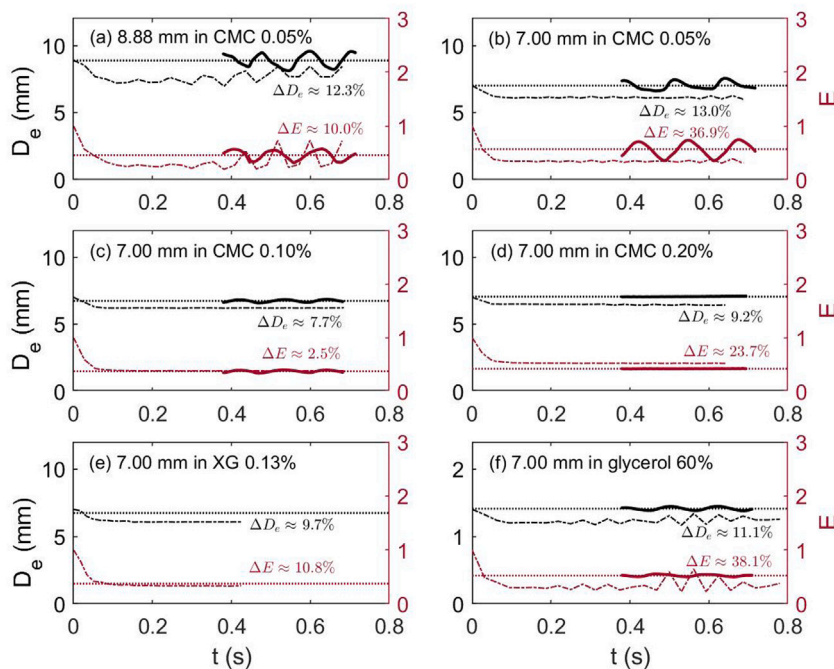 (a) 8.88 mm in CMC 0.05%
ΔD_e ≈ 12.3%
ΔE ≈ 10.0%
D_e (mm)
10
5
0
3
2
1
0
0 0.2 0.4 0.6 0.8
(b) 7.00 mm in CMC 0.05%
ΔD_e ≈ 13.0%
ΔE ≈ 36.9%
10
5
0
3
2
1
0
E
0 0.2 0.4 0.6 0.8
(c) 7.00 mm in CMC 0.10%
ΔD_e ≈ 7.7%
ΔE ≈ 2.5%
D_e (mm)
10
5
0
3
2
1
0
0 0.2 0.4 0.6 0.8
(d) 7.00 mm in CMC 0.20%
ΔD_e ≈ 9.2%
ΔE ≈ 23.7%
10
5
0
3
2
1
0
E
0 0.2 0.4 0.6 0.8
(e) 7.00 mm in XG 0.13%
ΔD_e ≈ 9.7%
ΔE ≈ 10.8%
D_e (mm)
10
5
0
3
2
1
0
0 0.2 0.4 0.6 0.8
t (s)
(f) 7.00 mm in glycerol 60%
ΔD_e ≈ 11.1%
ΔE ≈ 38.1%
2
1
0
3
2
1
0
E
0 0.2 0.4 0.6 0.8
t (s)